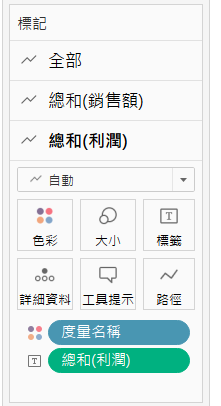 標記
全部
總和(銷售額)
總和(利潤)
自動
色彩 大小 標籤
詳細資料 工具提示 路徑
度量名稱
T 總和(利潤)